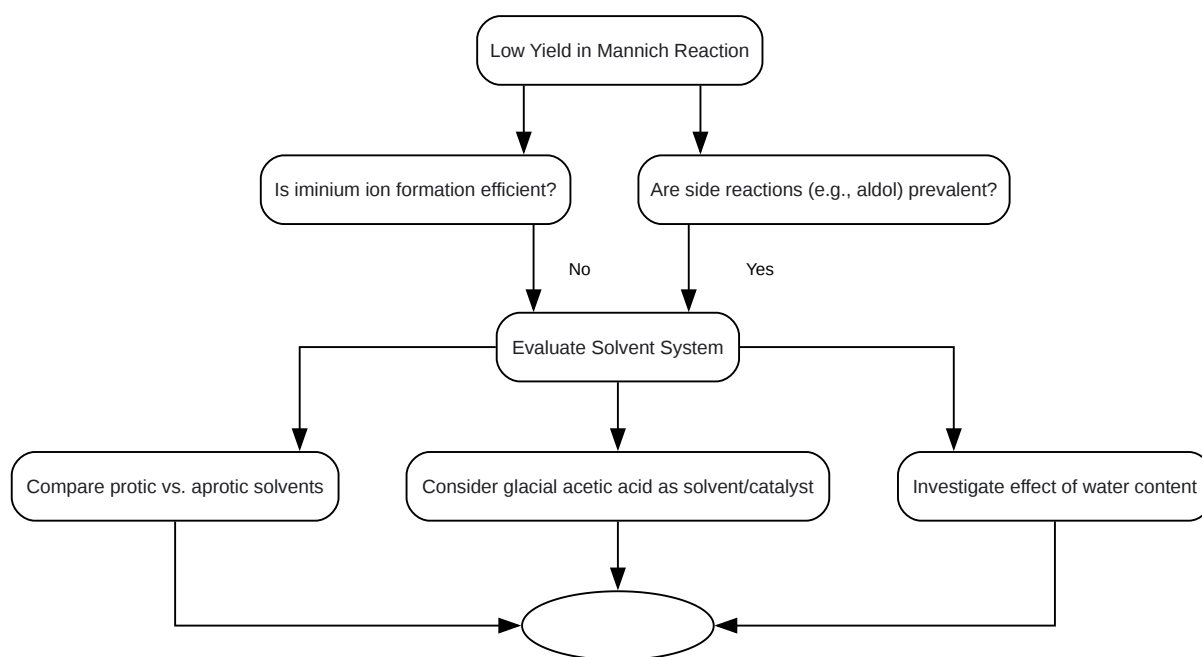 Low Yield in Mannich Reaction
Is iminium ion formation efficient?
Are side reactions (e.g., aldol) prevalent?
No
Yes
Evaluate Solvent System
Compare protic vs. aprotic solvents
Consider glacial acetic acid as solvent/catalyst
Investigate effect of water content